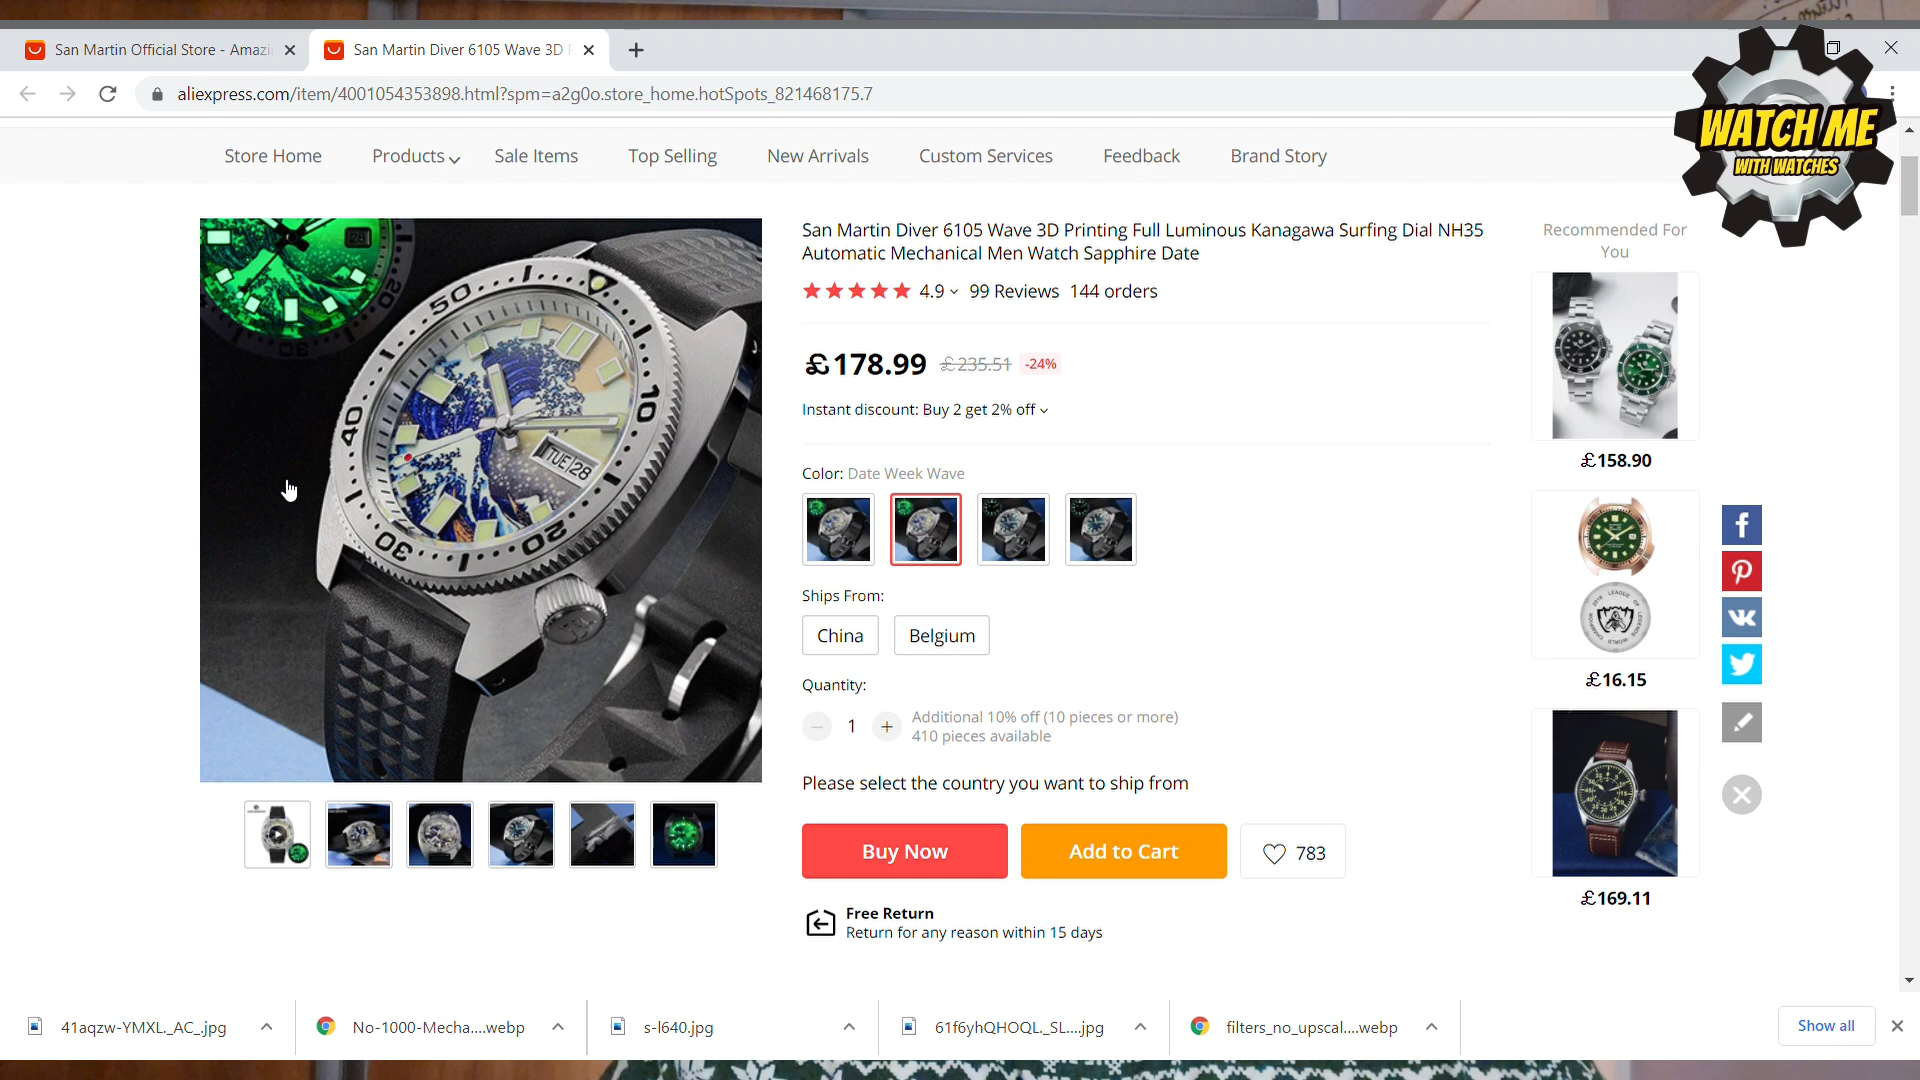 San Martin Official Store - Amazi
San Martin Diver 6105 Wave 3D
aliexpress.com/item/4001054353898.html?spm=a2g0o.store_home.hotSpots_821468175.7
WATCH ME
WITH WATCHES
Store Home
Products
Sale Items
Top Selling
New Arrivals
Custom Services
Feedback
Brand Story
San Martin Diver 6105 Wave 3D Printing Full Luminous Kanagawa Surfing Dial NH35
Automatic Mechanical Men Watch Sapphire Date
4.9
99 Reviews
144 orders
£178.99
£235.51
-24%
Instant discount: Buy 2 get 2% off
Color: Date Week Wave
Ships From:
China
Belgium
Quantity:
1
Additional 10% off (10 pieces or more)
410 pieces available
Please select the country you want to ship from
Buy Now
Add to Cart
783
Free Return
Return for any reason within 15 days
50
10
20
30
40
TUE 28
28
Recommended For
You
£158.90
£16.15
£169.11
41aqzw-YMXL._AC_.jpg
No-1000-Mecha....webp
s-l640.jpg
61f6yhQHOQL._SL....jpg
filters_no_upscal....webp
Show all